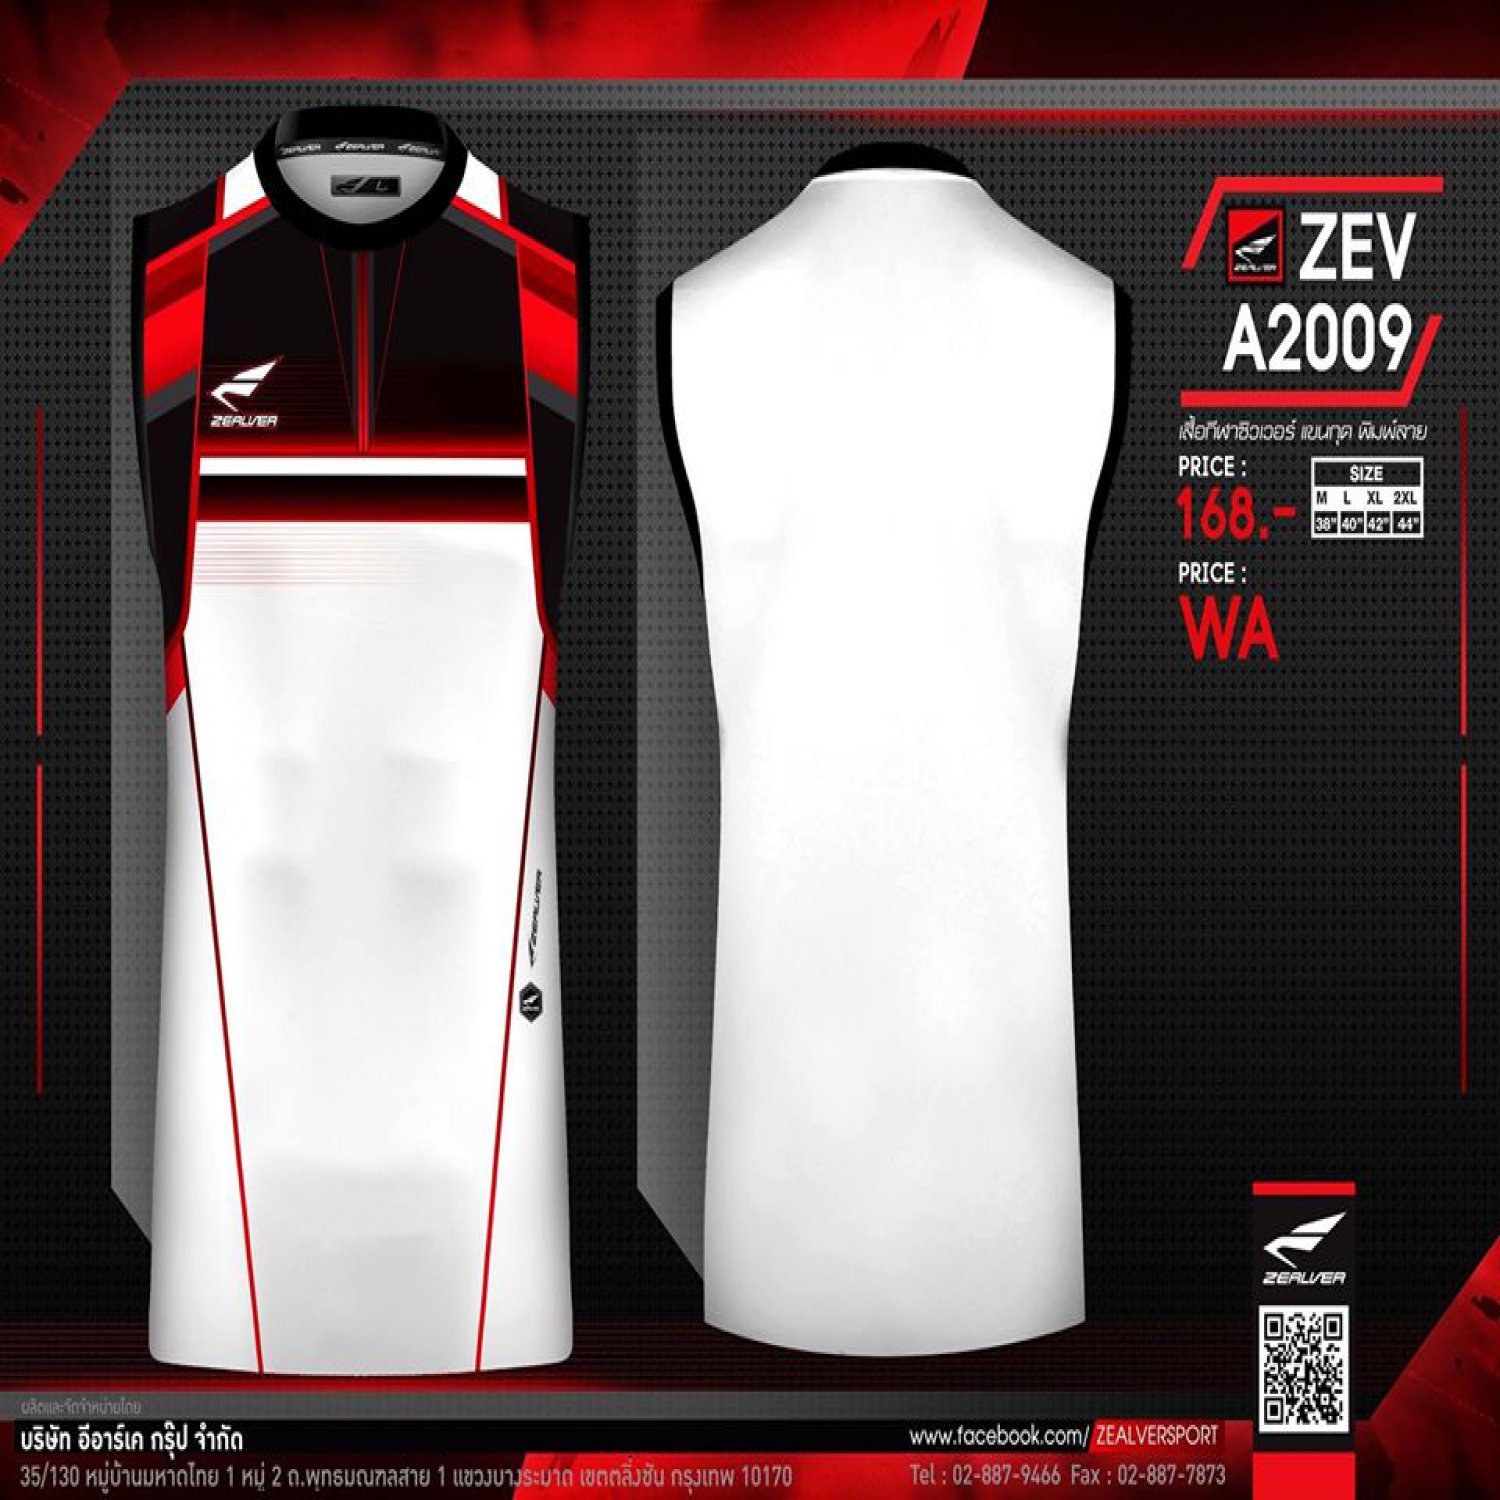 ZEALVER ZEALVER ZEALVER
L
ZEALVER
ZEALVER
ZEALVER
ZEALVER
ZEV
A2009
เสื้อกีฬาซิวเวอร์ แขนกุด พิมพ์ลาย
PRICE :
168.-
SIZE
M L XL 2XL
38" 40" 42" 44"
PRICE :
WA
ZEALVER
ผลิตและจัดจำหน่ายโดย
บริษัท อีอาร์เค กรุ๊ป จำกัด
35/130 หมู่บ้านมหาดไทย 1 หมู่ 2 ถ.พุทธมณฑลสาย 1 แขวงบางระมาด เขตตลิ่งชัน กรุงเทพ 10170
www.facebook.com/ ZEALVERSPORT
Tel : 02-887-9466 Fax : 02-887-7873